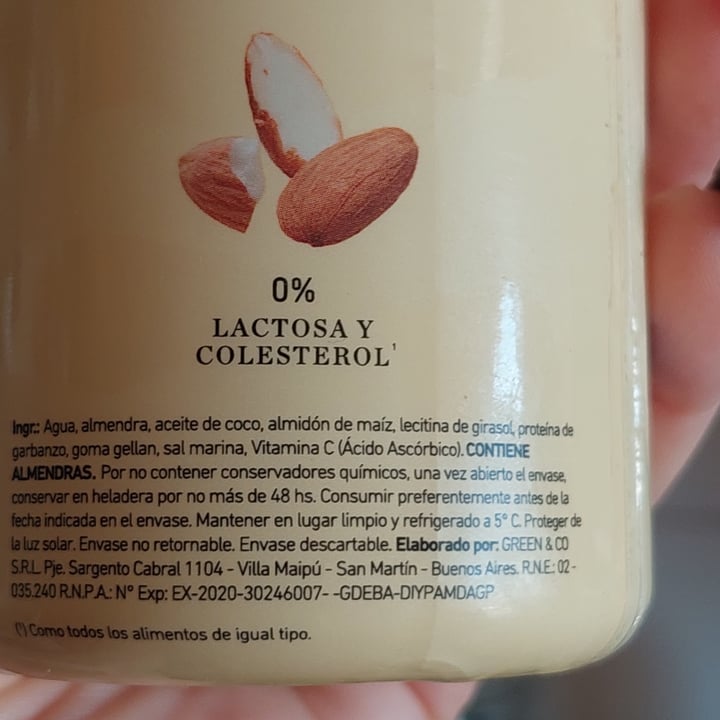 0%
LACTOSA Y
COLESTEROL¹
Ingr.: Agua, almendra, aceite de coco, almidón de maíz, lecitina de girasol, proteína de
garbanzo, goma gellan, sal marina, Vitamina C (Ácido Ascórbico). CONTIENE
ALMENDRAS. Por no contener conservadores químicos, una vez abierto el envase,
conservar en heladera por no más de 48 hs. Consumir preferentemente antes de la
fecha indicada en el envase. Mantener en lugar limpio y refrigerado a 5° C. Proteger de
la luz solar. Envase no retornable. Envase descartable. Elaborado por: GREEN & CO
S.R.L. Pje. Sargento Cabral 1104 - Villa Maipú - San Martín - Buenos Aires. R.N.E.: 02-
035.240 R.N.P.A.: N° Exp: EX-2020-30246007- -GDEBA-DIYPAMDAGP
(¹) Como todos los alimentos de igual tipo.